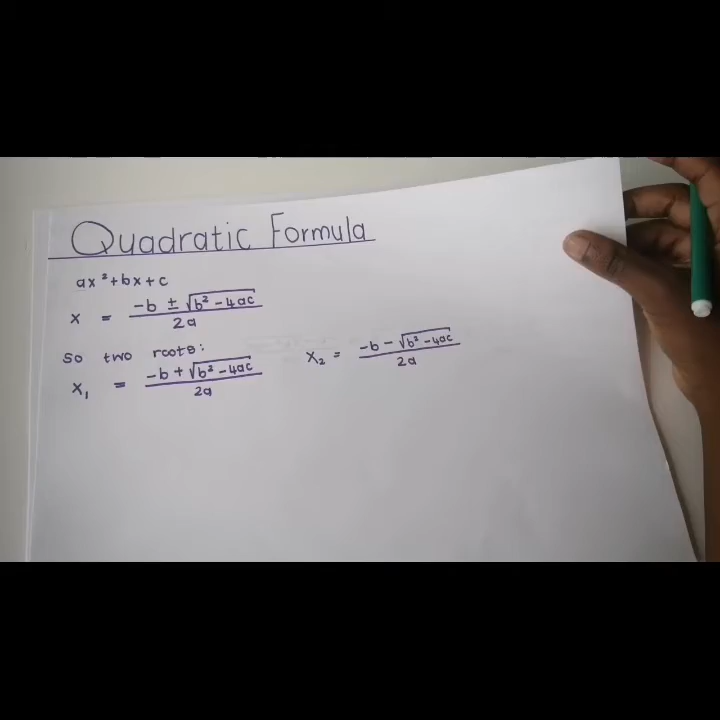 Quadratic Formula
ax²+bx+c
x = (-b ± √(b² - 4ac)) / 2a
So two roots:
x₁ = (-b + √(b² - 4ac)) / 2a
x₂ = (-b - √(b² - 4ac)) / 2a